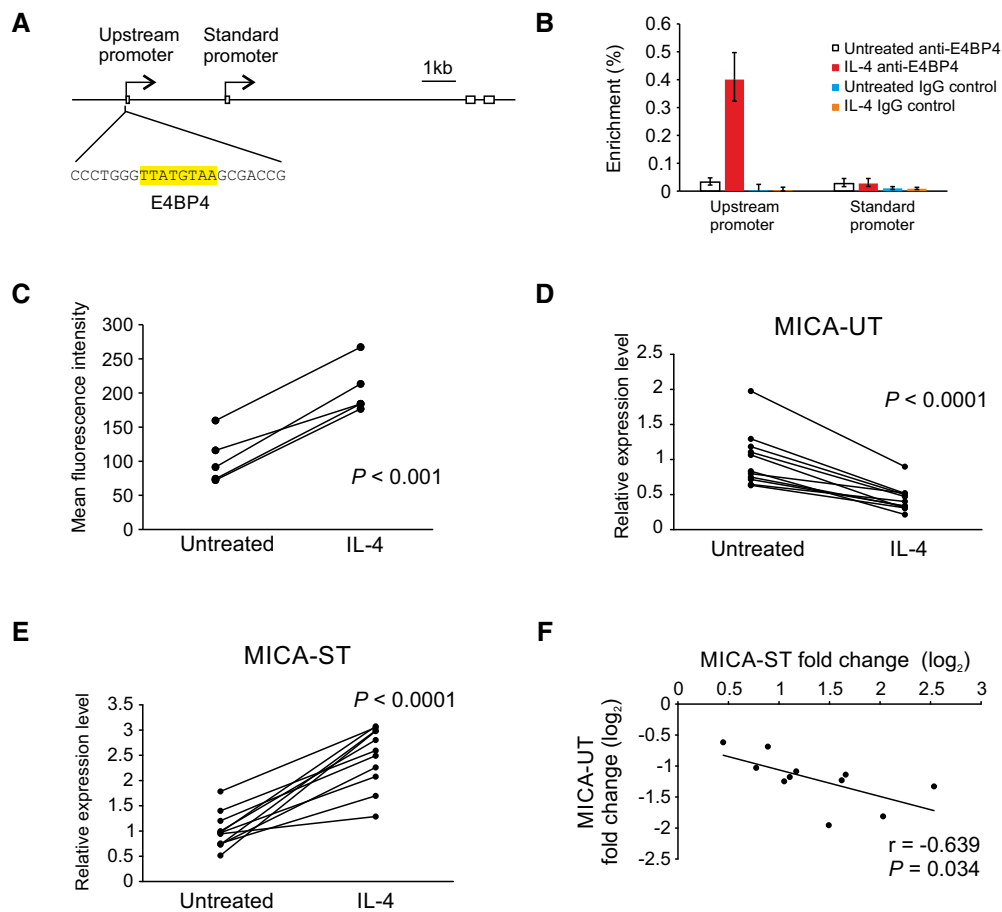 A
Upstream promoter
Standard promoter
1kb
CCCTGGGTTATGTAAGCGACCG
E4BP4
B
Enrichment (%)
0.6
0.5
0.4
0.3
0.2
0.1
0
Untreated anti-E4BP4
IL-4 anti-E4BP4
Untreated IgG control
IL-4 IgG control
Upstream promoter
Standard promoter
C
Mean fluorescence intensity
300
250
200
150
100
50
0
P < 0.001
Untreated
IL-4
D
MICA-UT
Relative expression level
2.5
2
1.5
1
0.5
0
P < 0.0001
Untreated
IL-4
E
MICA-ST
Relative expression level
3.5
3
2.5
2
1.5
1
0.5
0
P < 0.0001
Untreated
IL-4
F
MICA-ST fold change (log₂)
0
0.5
1
1.5
2
2.5
3
MICA-UT
fold change (log₂)
0
-0.5
-1
-1.5
-2
-2.5
r = -0.639
P = 0.034